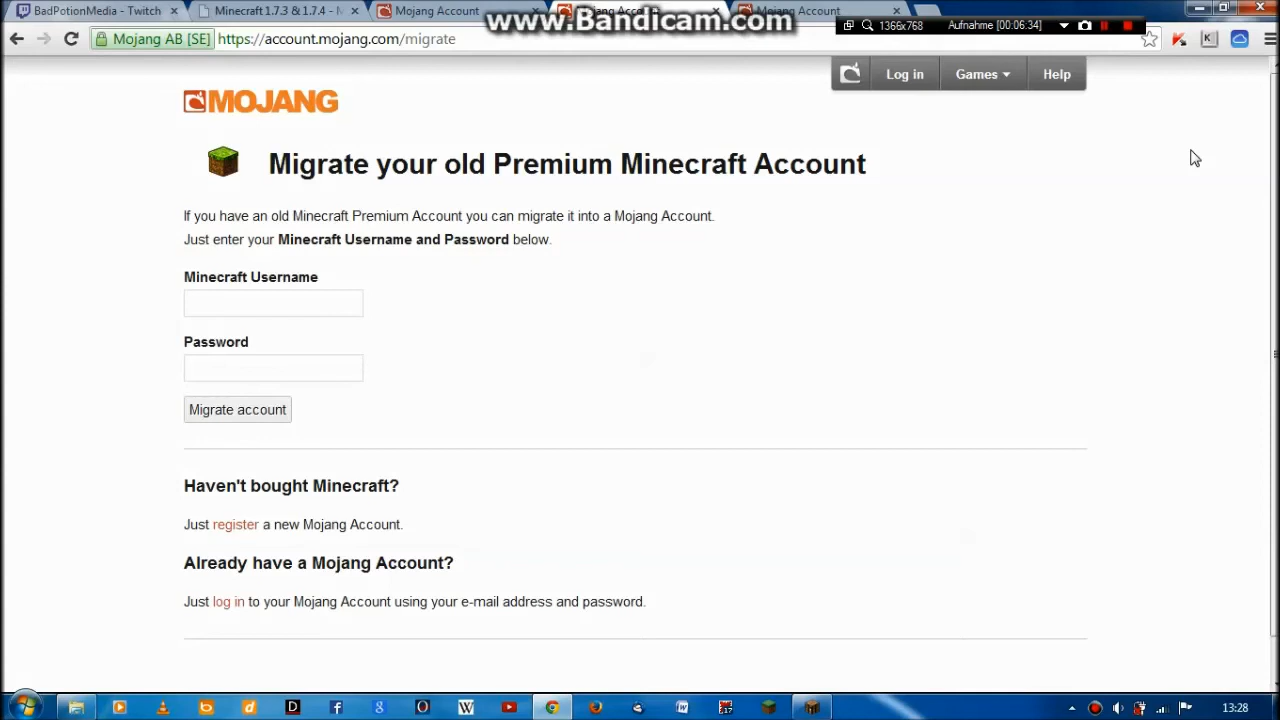 BadPotionMedia - Twitch
Minecraft 1.7.3 & 1.7.4 -
Mojang Account
Mojang Account
www.Bandicam.com
1366x768
Aufnahme [00:06:34]
Mojang AB [SE]
https://account.mojang.com/migrate
Log in
Games
Help
MOJANG
Migrate your old Premium Minecraft Account
If you have an old Minecraft Premium Account you can migrate it into a Mojang Account.
Just enter your Minecraft Username and Password below.
Minecraft Username
Password
Migrate account
Haven't bought Minecraft?
Just register a new Mojang Account.
Already have a Mojang Account?
Just log in to your Mojang Account using your e-mail address and password.
13:28